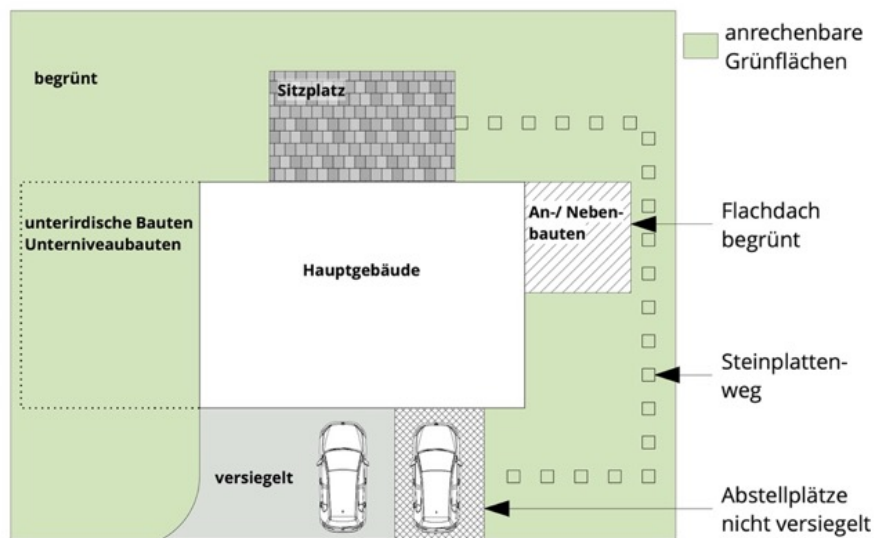 anrechenbare
Grünflächen
begrünt
Sitzplatz
unterirdische Bauten
Unterniveaubauten
An-/ Neben-
bauten
Flachdach
begrünt
Hauptgebäude
Steinplatten-
weg
versiegelt
Abstellplätze
nicht versiegelt